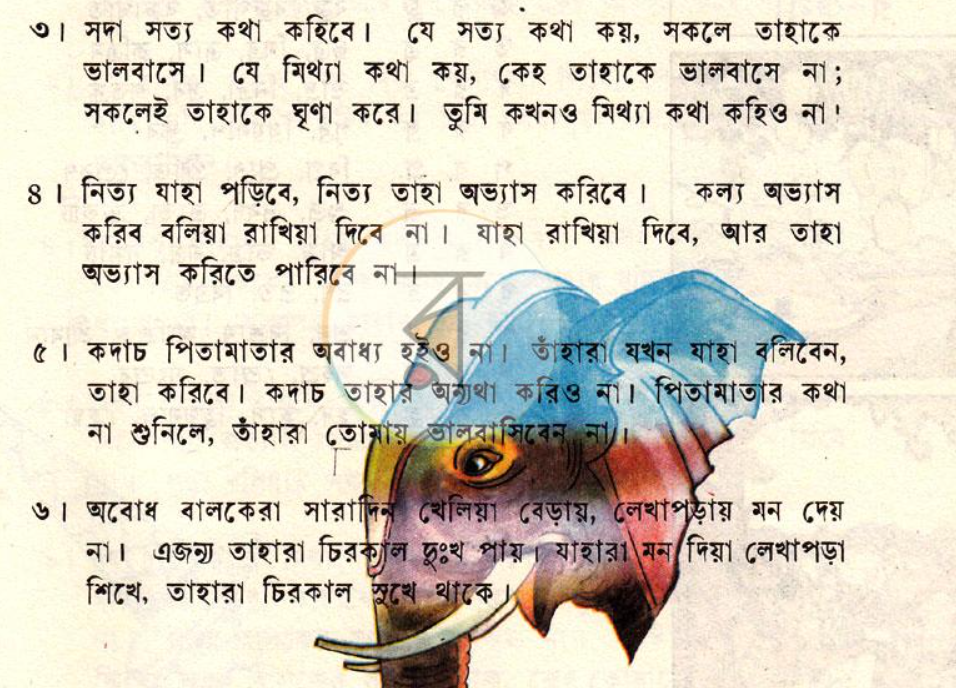 ৩। সদা সত্য কথা কহিবে। যে সত্য কথা কয়, সকলে তাহাকে
ভালবাসে। যে মিথ্যা কথা কয়, কেহ তাহাকে ভালবাসে না;
সকলেই তাহাকে ঘৃণা করে। তুমি কখনও মিথ্যা কথা কহিও না।
৪। নিত্য যাহা পড়িবে, নিত্য তাহা অভ্যাস করিবে। কল্য অভ্যাস
করিব বলিয়া রাখিয়া দিবে না। যাহা রাখিয়া দিবে, আর তাহা
অভ্যাস করিতে পারিবে না।
৫। কদাচ পিতামাতার অবাধ্য হইও না। তাঁহারা যখন যাহা বলিবেন,
তাহা করিবে। কদাচ তাহার অন্যথা করিও না। পিতামাতার কথা
না শুনিলে, তাঁহারা তোমায় ভালবাসিবেন না।
৬। অবোধ বালকেরা সারাদিন খেলিয়া বেড়ায়, লেখাপড়ায় মন দেয়
না। এজন্য তাহারা চিরকাল দুঃখ পায়। যাহারা মন দিয়া লেখাপড়া
শিখে, তাহারা চিরকাল সুখে থাকে।